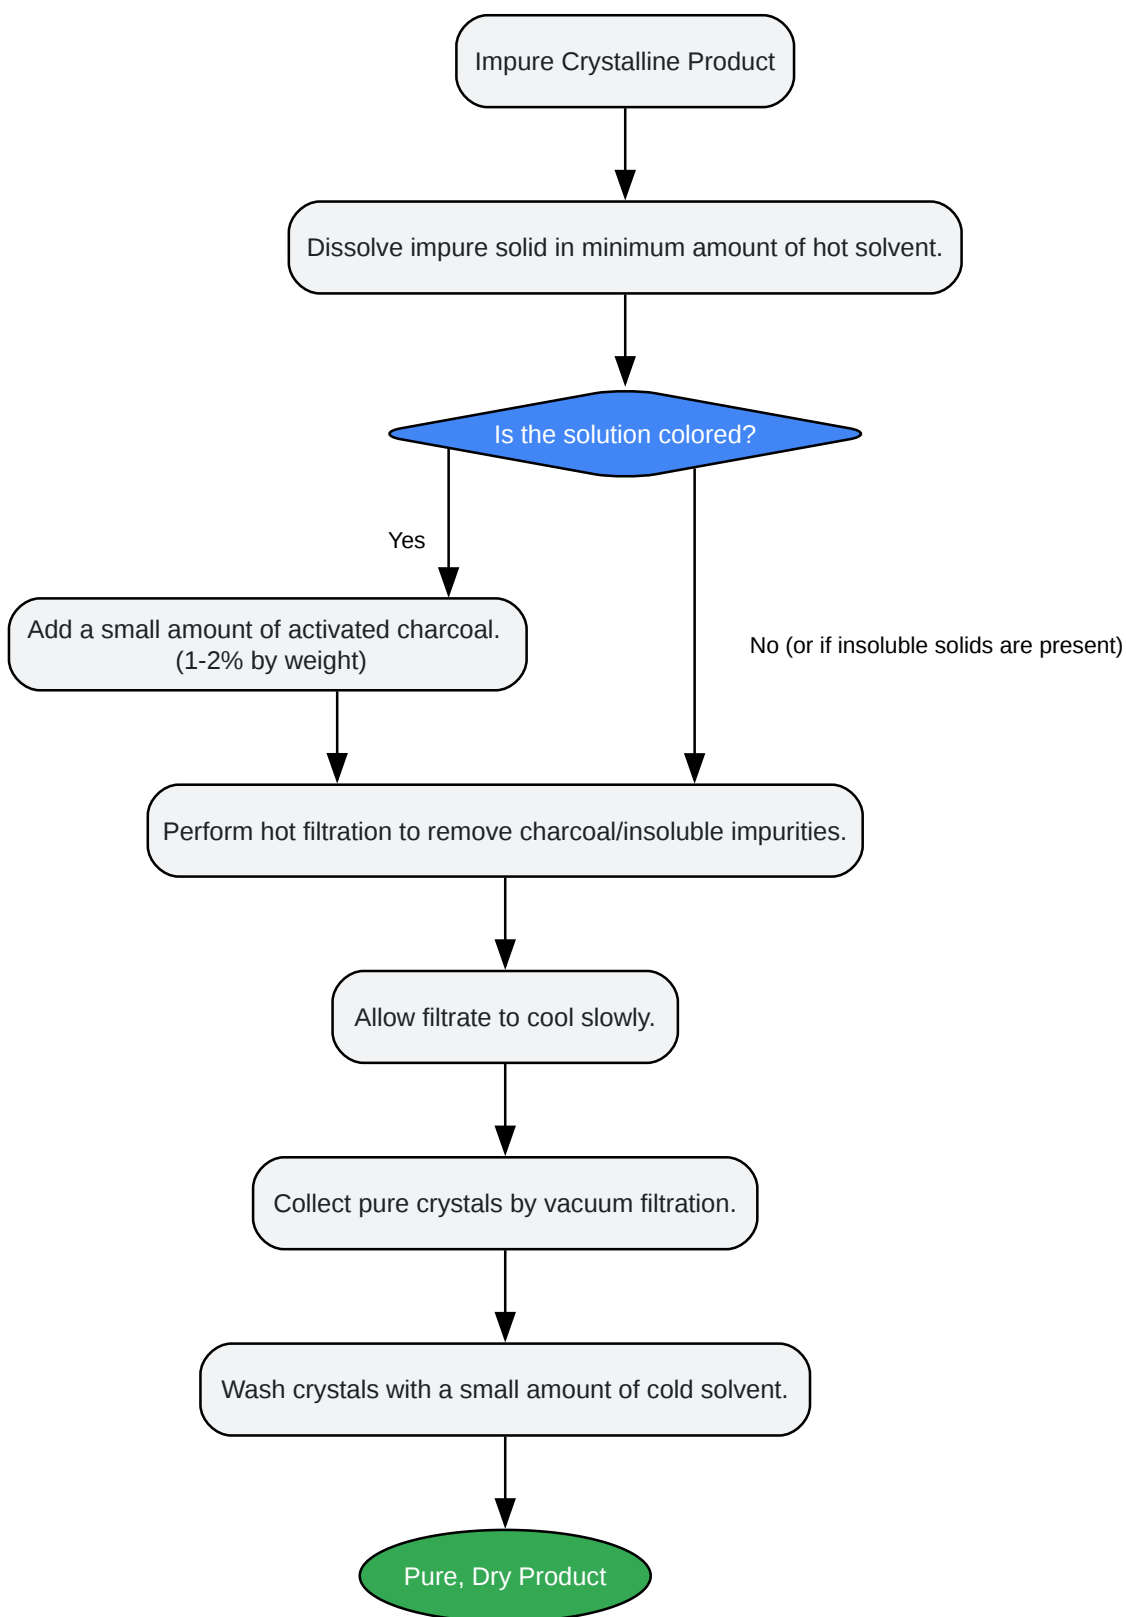 Impure Crystalline Product
Dissolve impure solid in minimum amount of hot solvent.
Is the solution colored?
Yes
Add a small amount of activated charcoal.
(1-2% by weight)
No (or if insoluble solids are present)
Perform hot filtration to remove charcoal/insoluble impurities.
Allow filtrate to cool slowly.
Collect pure crystals by vacuum filtration.
Wash crystals with a small amount of cold solvent.
Pure, Dry Product